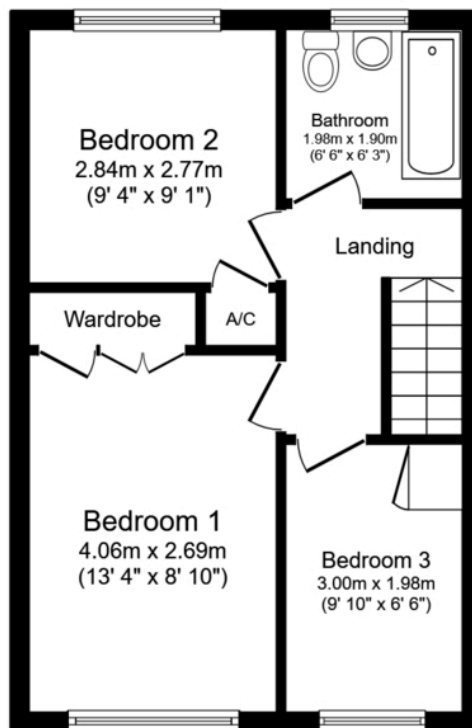 Bedroom 2
2.84m x 2.77m
(9' 4" x 9' 1")
Bathroom
1.98m x 1.90m
(6' 6" x 6' 3")
Landing
Wardrobe
A/C
Bedroom 1
4.06m x 2.69m
(13' 4" x 8' 10")
Bedroom 3
3.00m x 1.98m
(9' 10" x 6' 6")